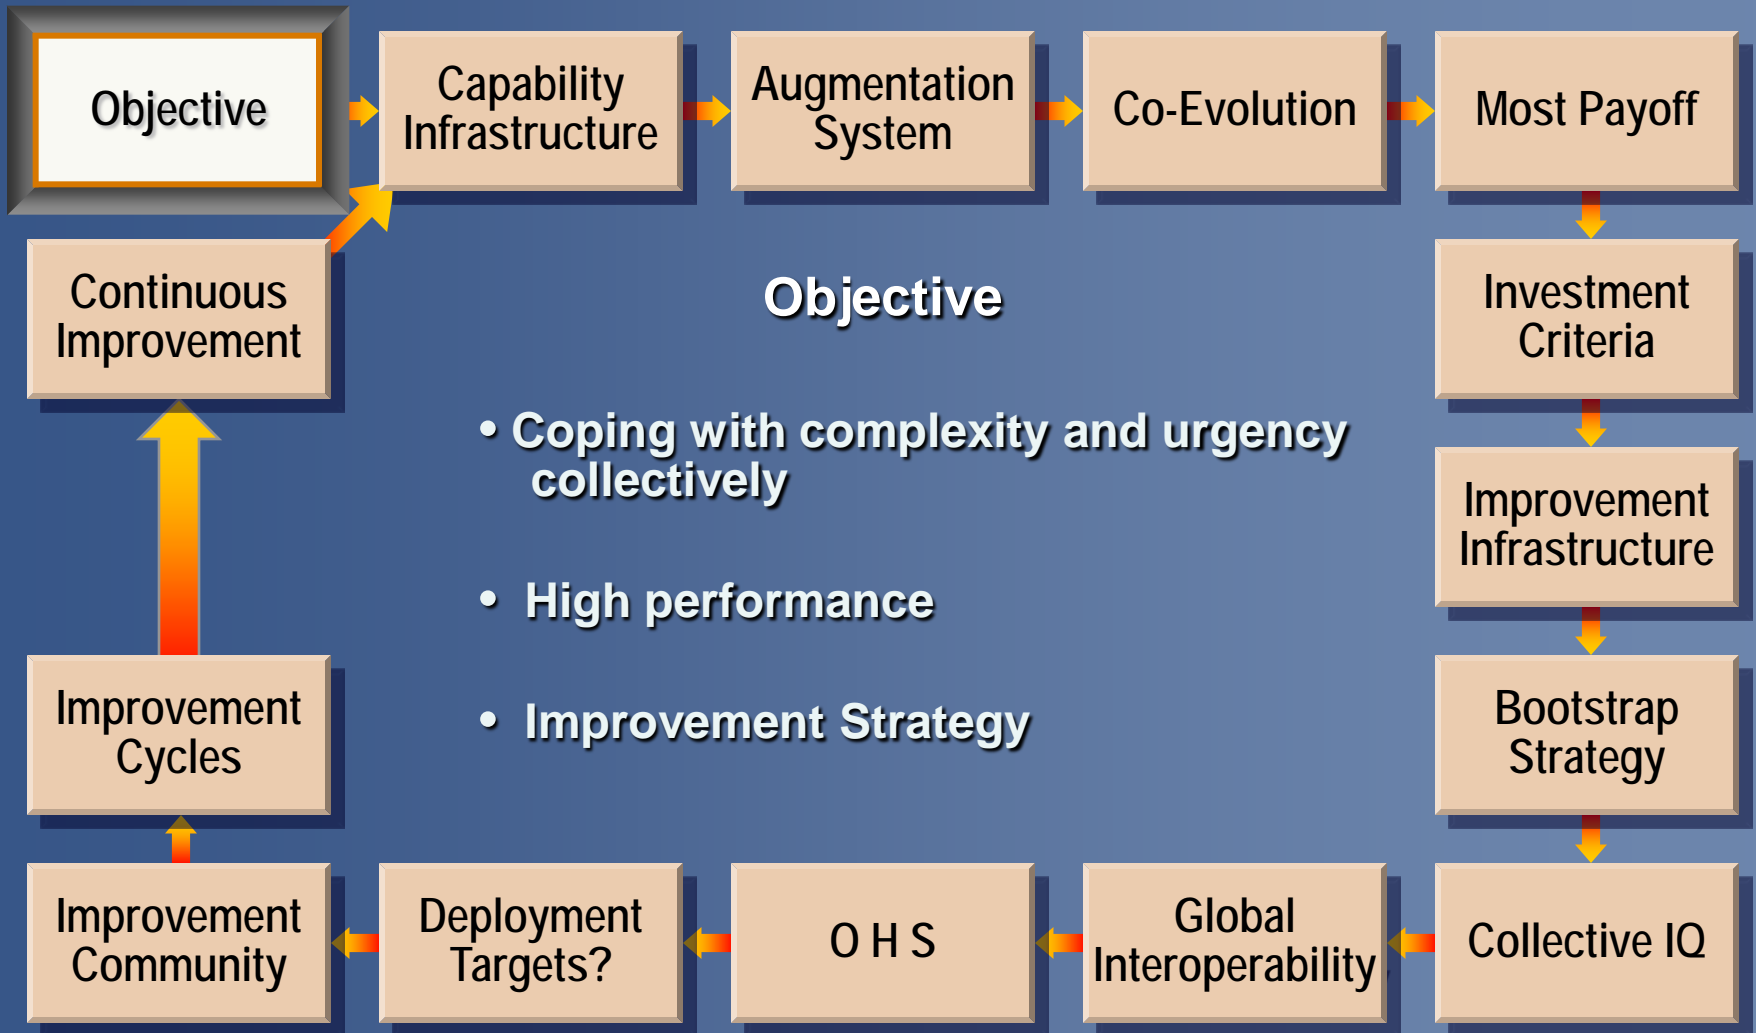 Objective
Capability
Infrastructure
Augmentation
System
Co-Evolution
Most Payoff
Continuous
Improvement
Objective
Investment
Criteria
• Coping with complexity and urgency
collectively
Improvement
Infrastructure
• High performance
Improvement
Cycles
• Improvement Strategy
Bootstrap
Strategy
Improvement
Community
Deployment
Targets?
O H S
Global
Interoperability
Collective IQ